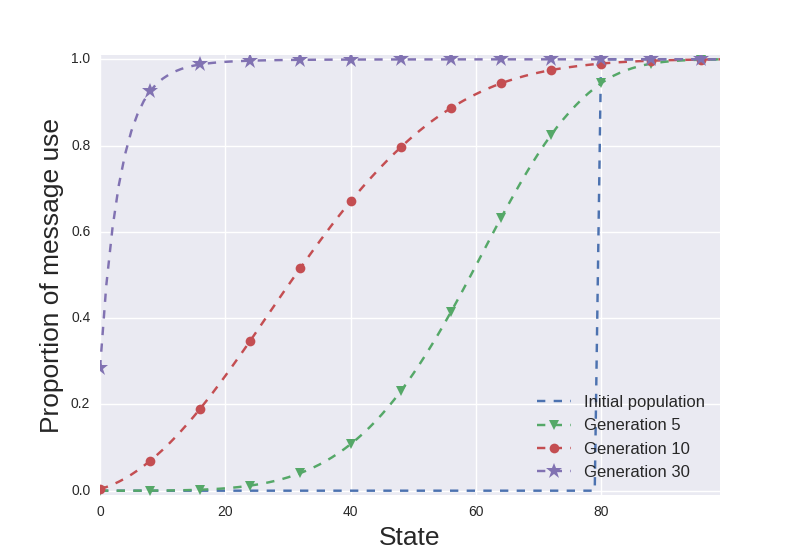 1.0
0.8
0.6
0.4
0.2
0.0
Proportion of message use
0 20 40 60 80
State
Initial population
Generation 5
Generation 10
Generation 30